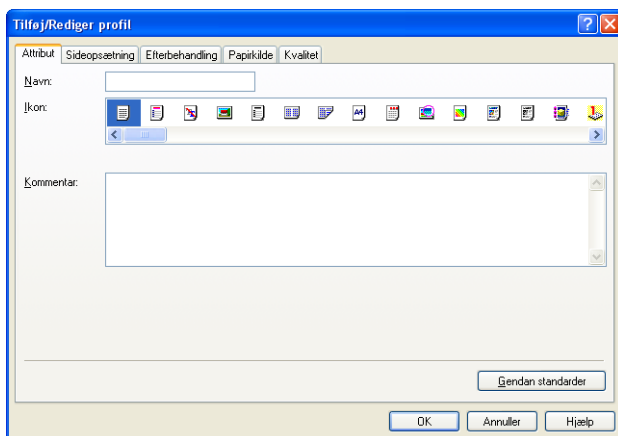 Tilføj/Rediger profil
Attribut Sideopsætning Efterbehandling Papirkilde Kvalitet
Navn:
Ikon:
A4
Kommentar:
Gendan standarder
OK Annuller Hjælp